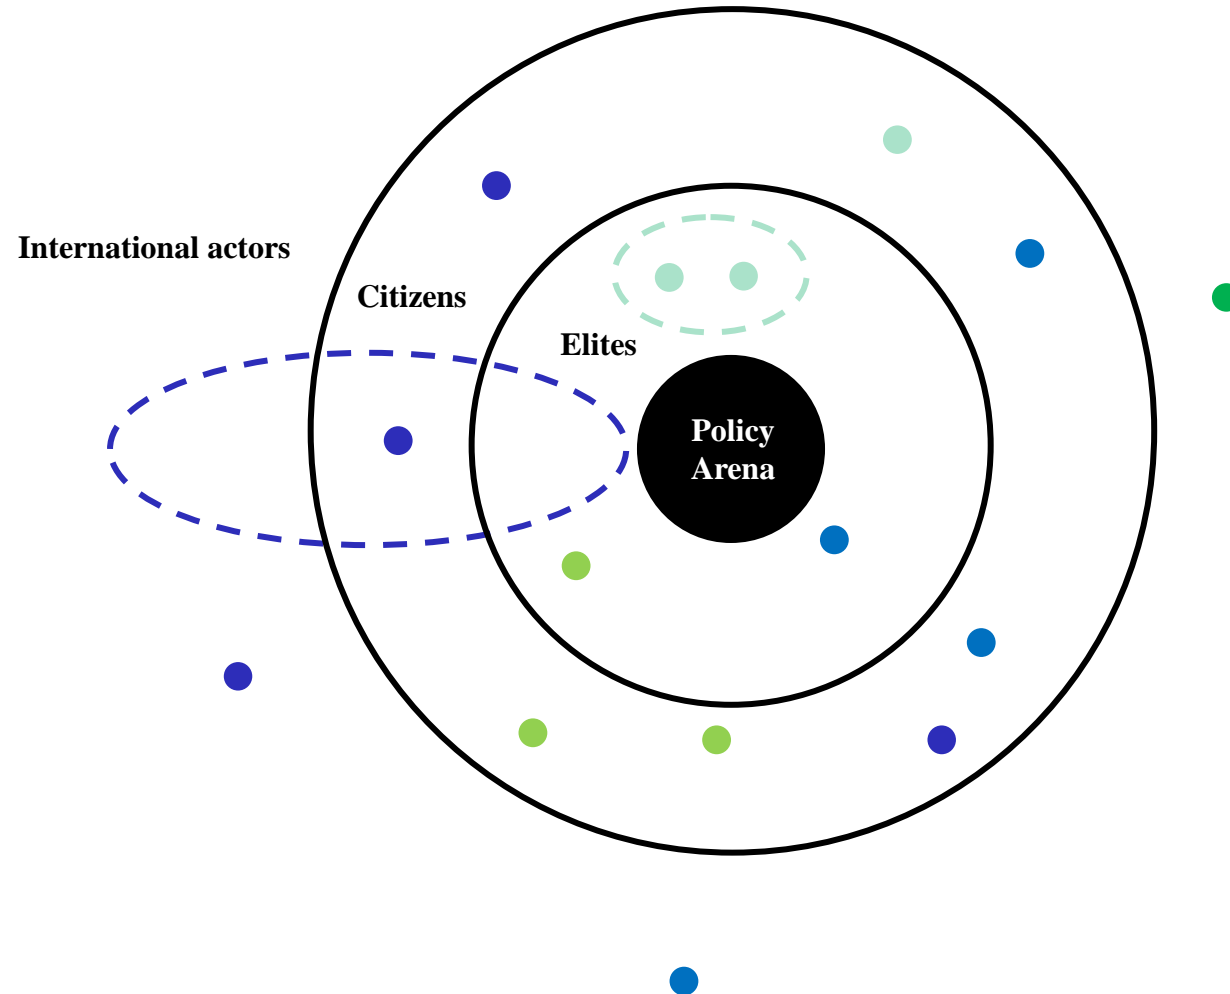 International actors
Citizens
Elites
Policy
Arena